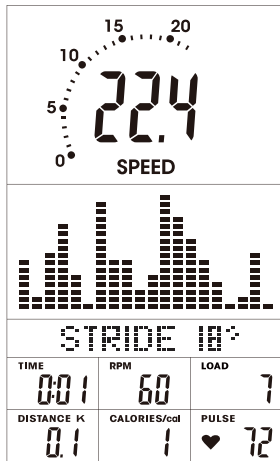 15 20
10
5
0
22.4
SPEED
STRIDE 18"
TIME RPM LOAD
0:01 60 7
DISTANCE K CALORIES/cal PULSE
0.1 1 72